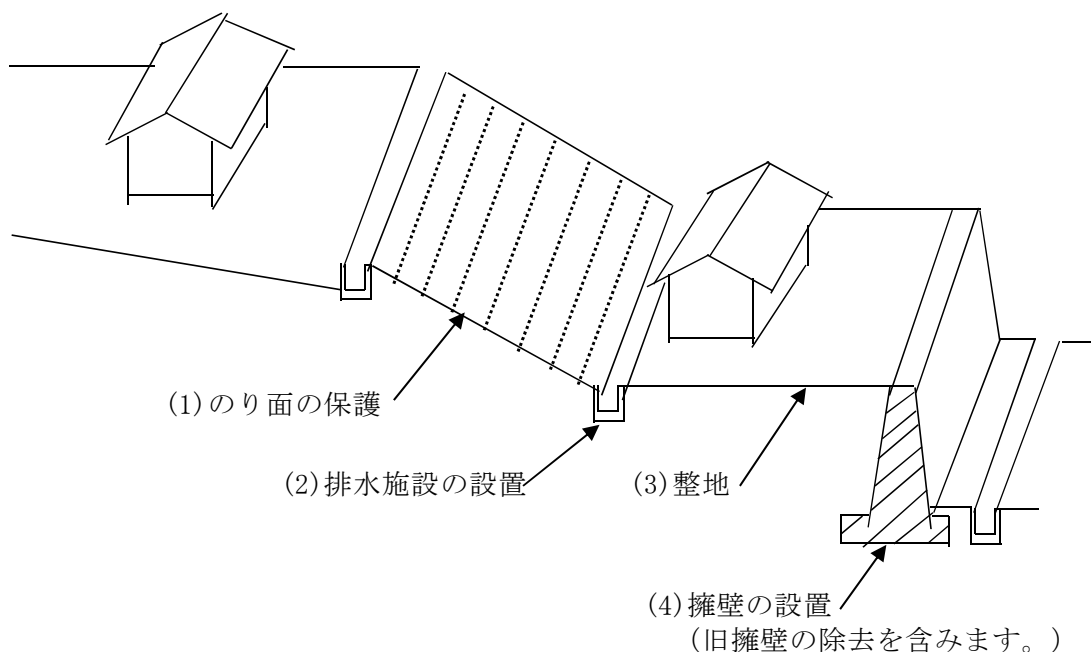 (1)のり面の保護
(2)排水施設の設置
(3)整地
(4)擁壁の設置
(旧擁壁の除去を含みます。)